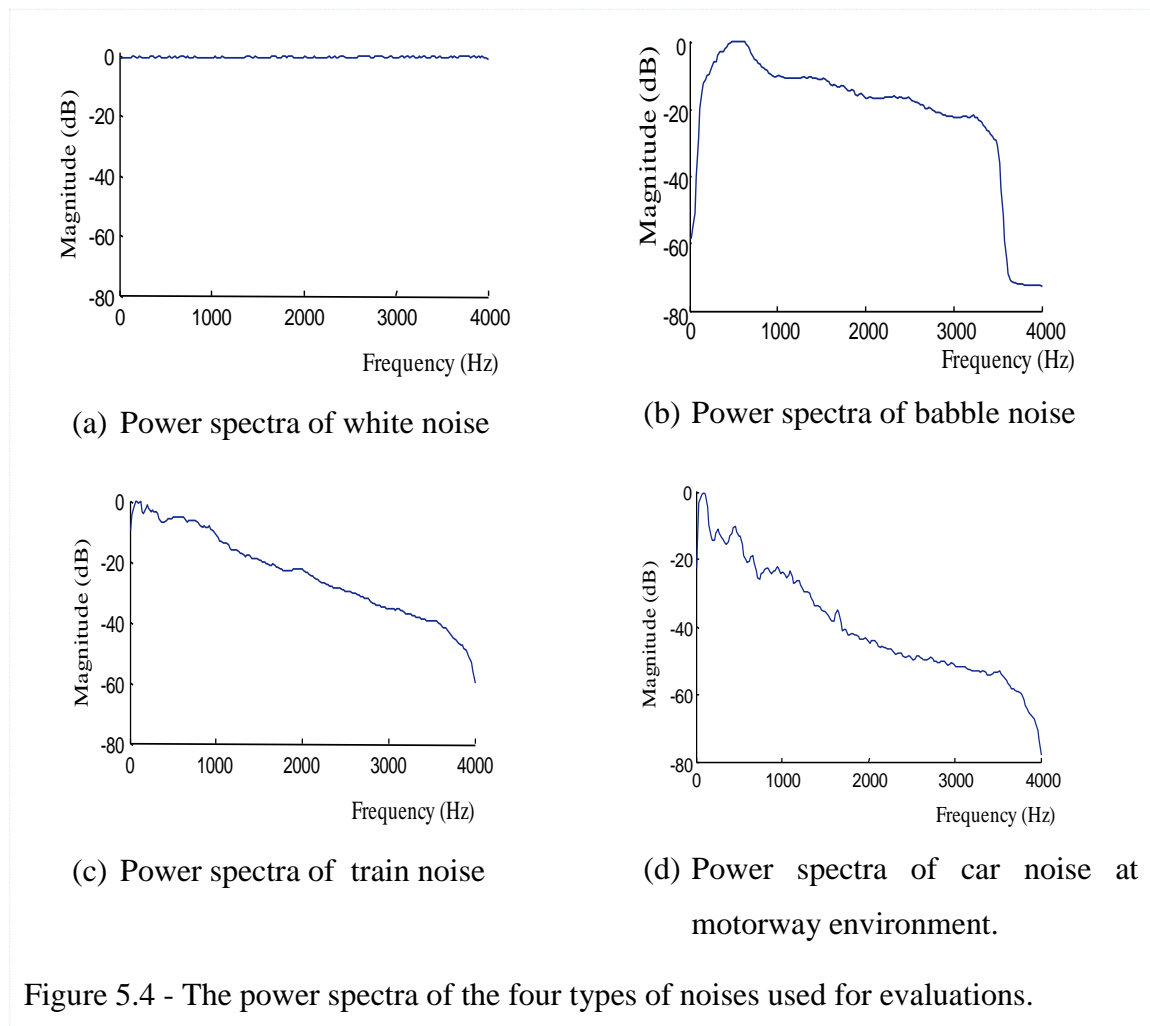 0
-20
-40
-60
-80
Magnitude (dB)
0 1000 2000 3000 4000
Frequency (Hz)
(a) Power spectra of white noise
0
-20
-40
-60
-80
Magnitude (dB)
0 1000 2000 3000 4000
Frequency (Hz)
(b) Power spectra of babble noise
0
-20
-40
-60
-80
Magnitude (dB)
0 1000 2000 3000 4000
Frequency (Hz)
(c) Power spectra of train noise
0
-20
-40
-60
-80
Magnitude (dB)
0 1000 2000 3000 4000
Frequency (Hz)
(d) Power spectra of car noise at
motorway environment.
Figure 5.4 - The power spectra of the four types of noises used for evaluations.